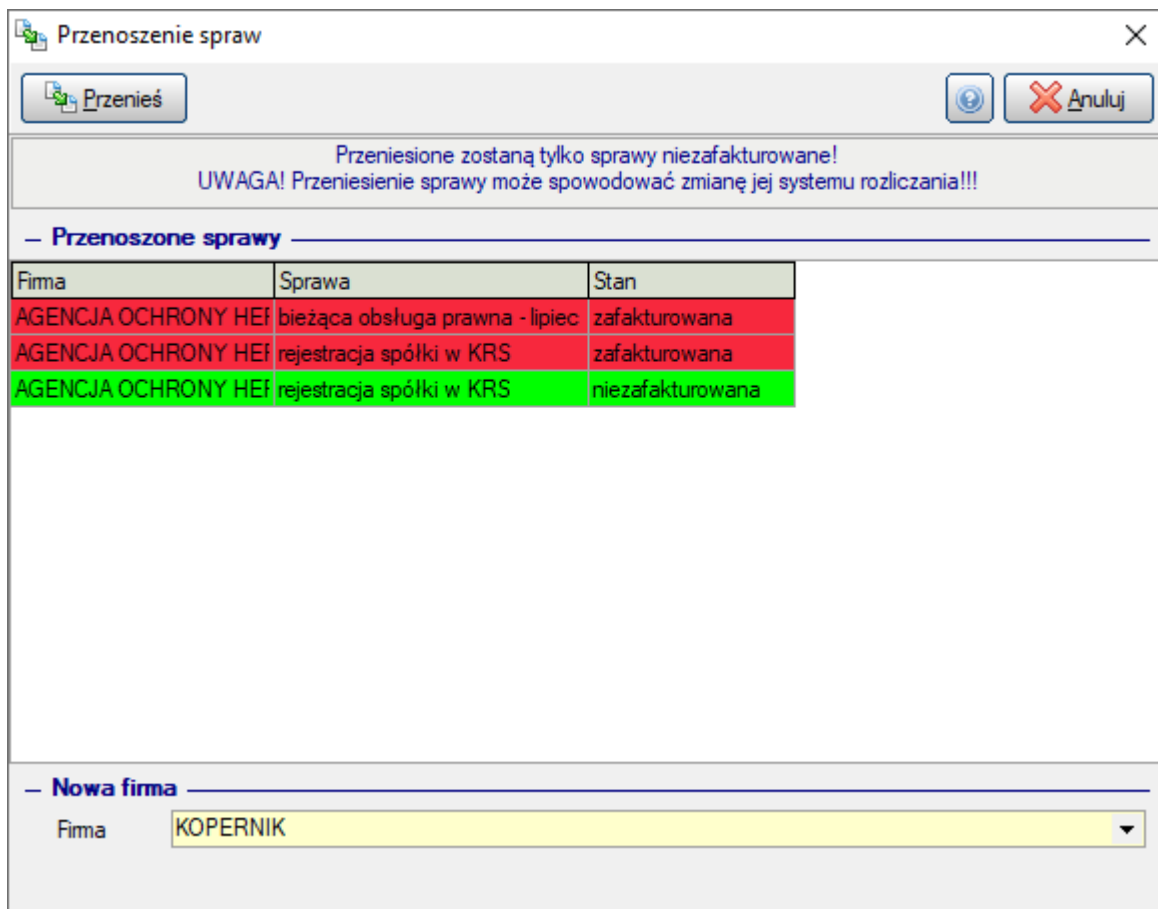 Przenoszenie spraw
Przenieś
Anuluj
Przeniesione zostaną tylko sprawy niezafakturowane!
UWAGA! Przeniesienie sprawy może spowodować zmianę jej systemu rozliczania!!!
Przenoszone sprawy
Firma Sprawa Stan
AGENCJA OCHRONY bieżąca obsługa prawna - lipiec zafakturowana
AGENCJA OCHRONY rejestracja spółki w KRS zafakturowana
AGENCJA OCHRONY rejestracja spółki w KRS niezafakturowana
Nowa firma
Firma KOPERNIK